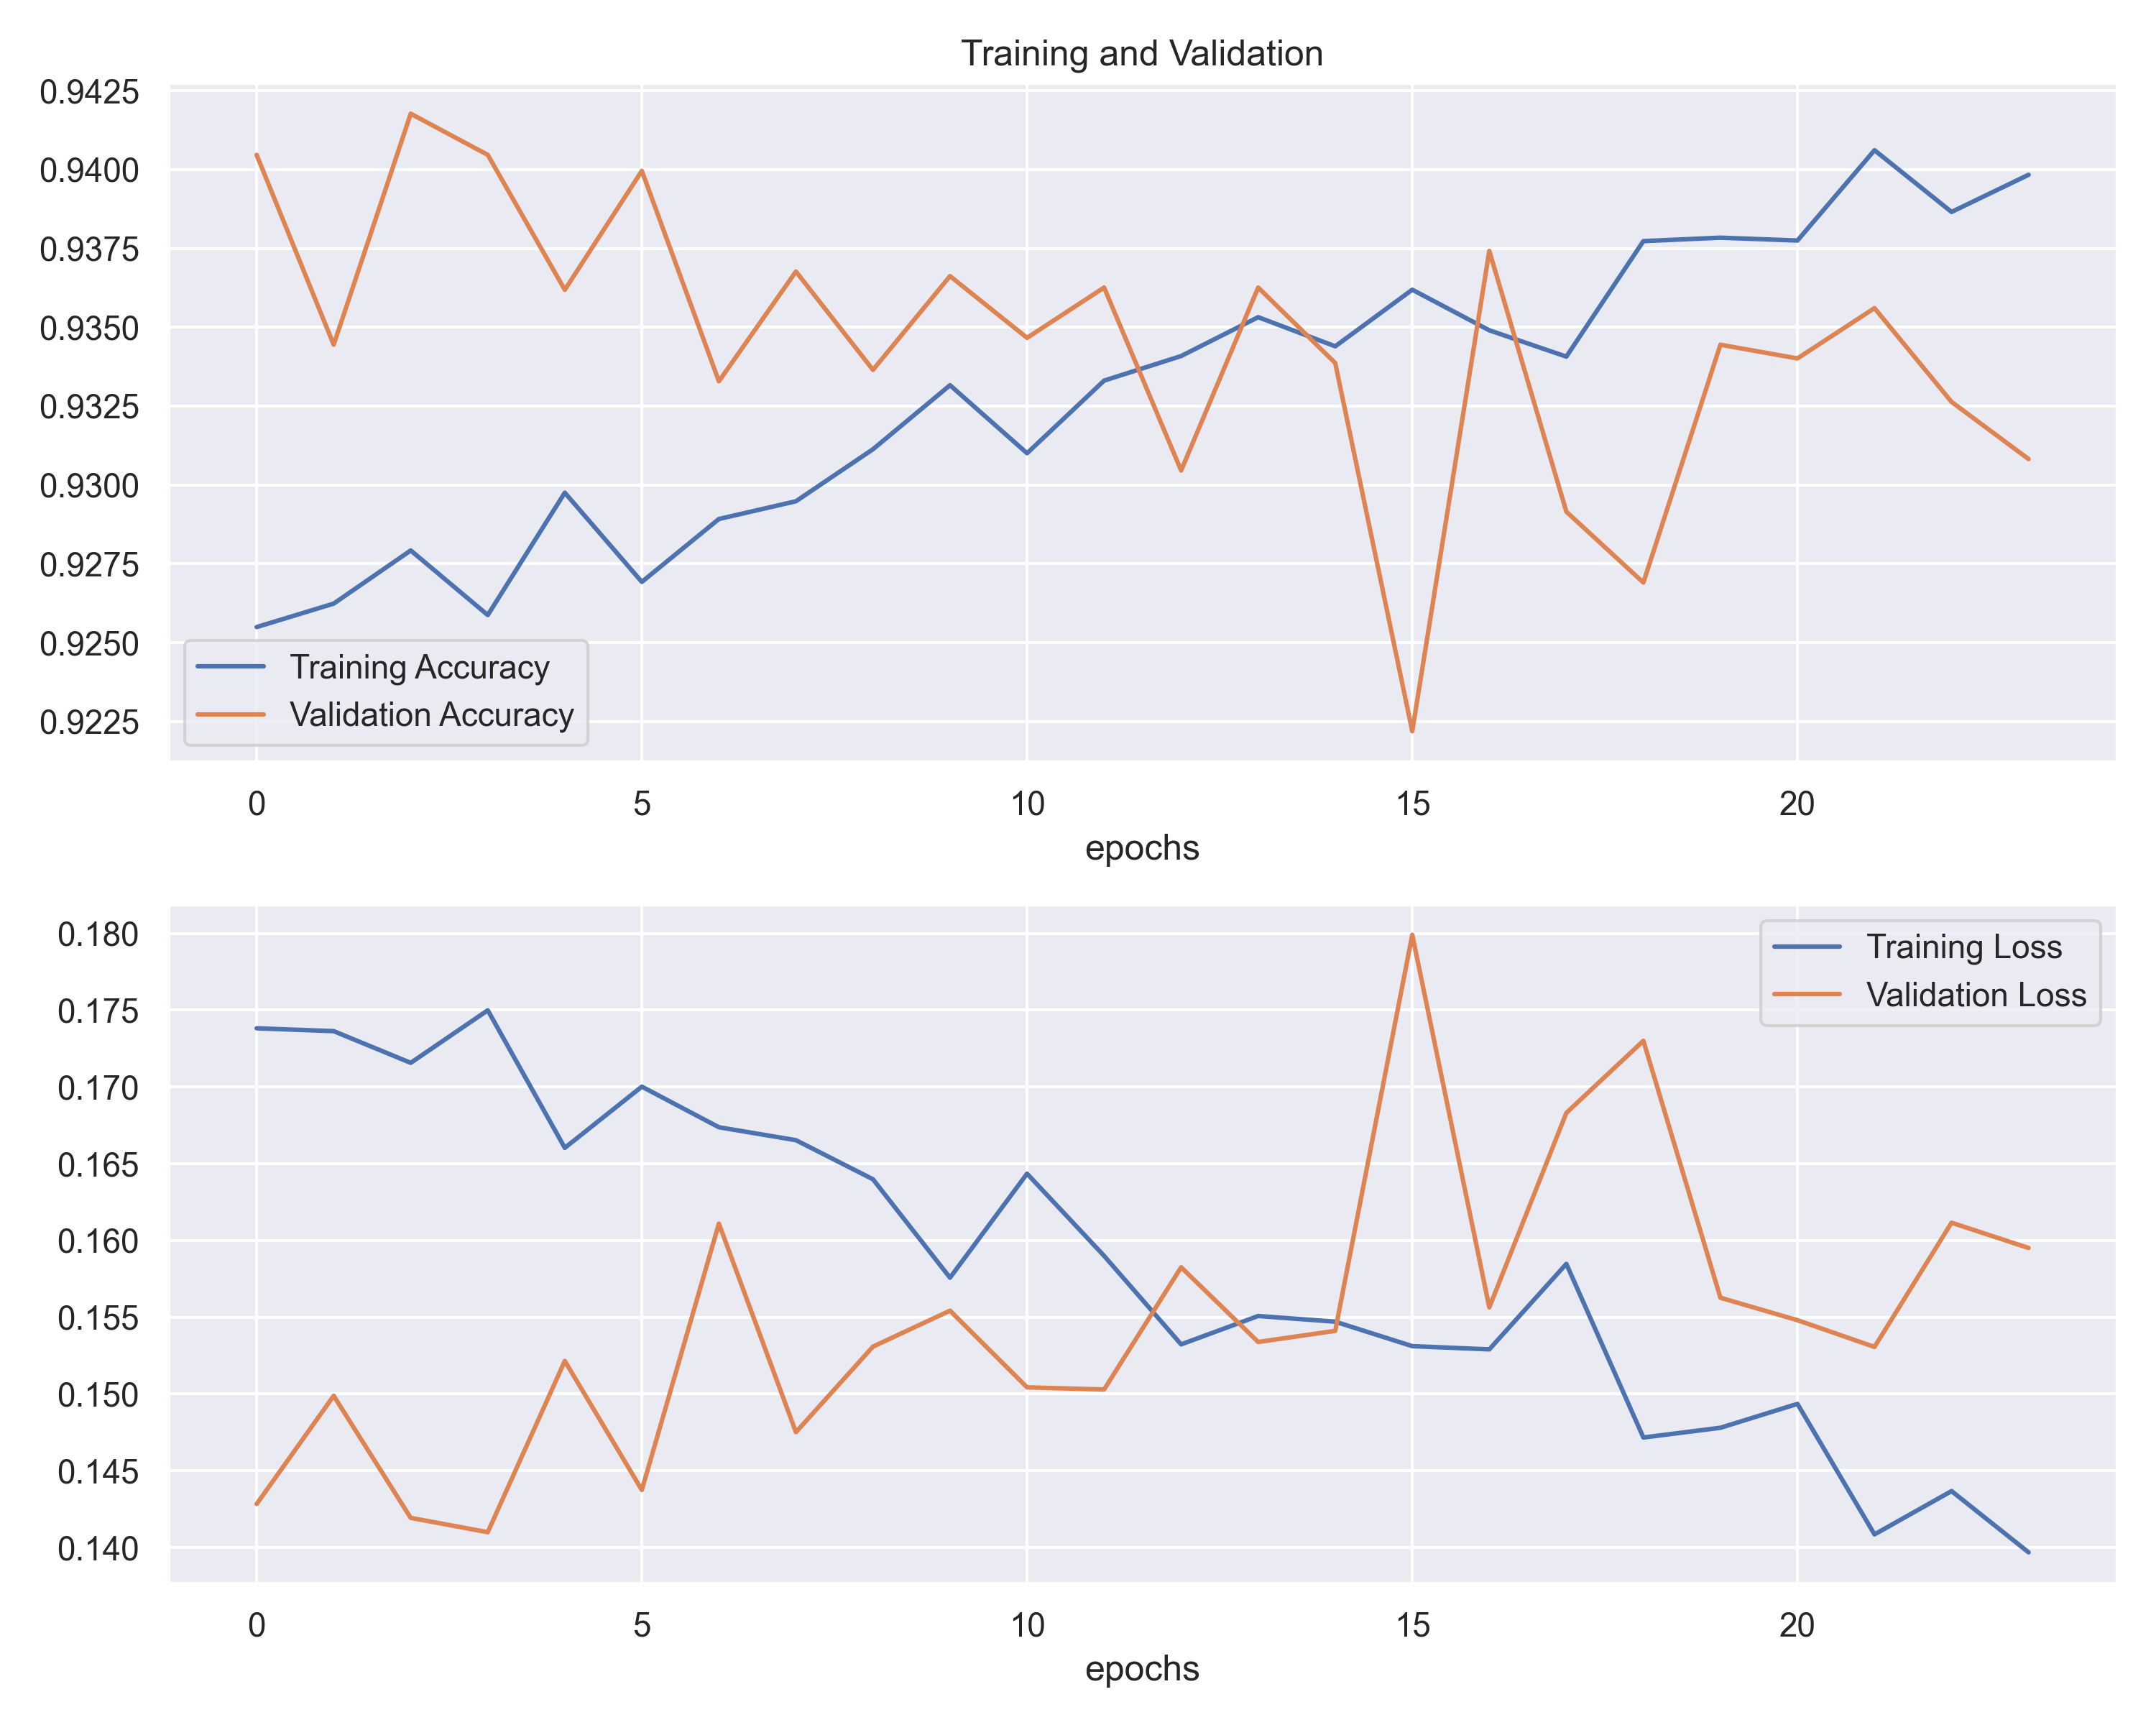 Training and Validation
0.9425
0.9400
0.9375
0.9350
0.9325
0.9300
0.9275
0.9250
0.9225
Training Accuracy
Validation Accuracy
0 5 10 15 20
epochs
0.180
0.175
0.170
0.165
0.160
0.155
0.150
0.145
0.140
Training Loss
Validation Loss
0 5 10 15 20
epochs